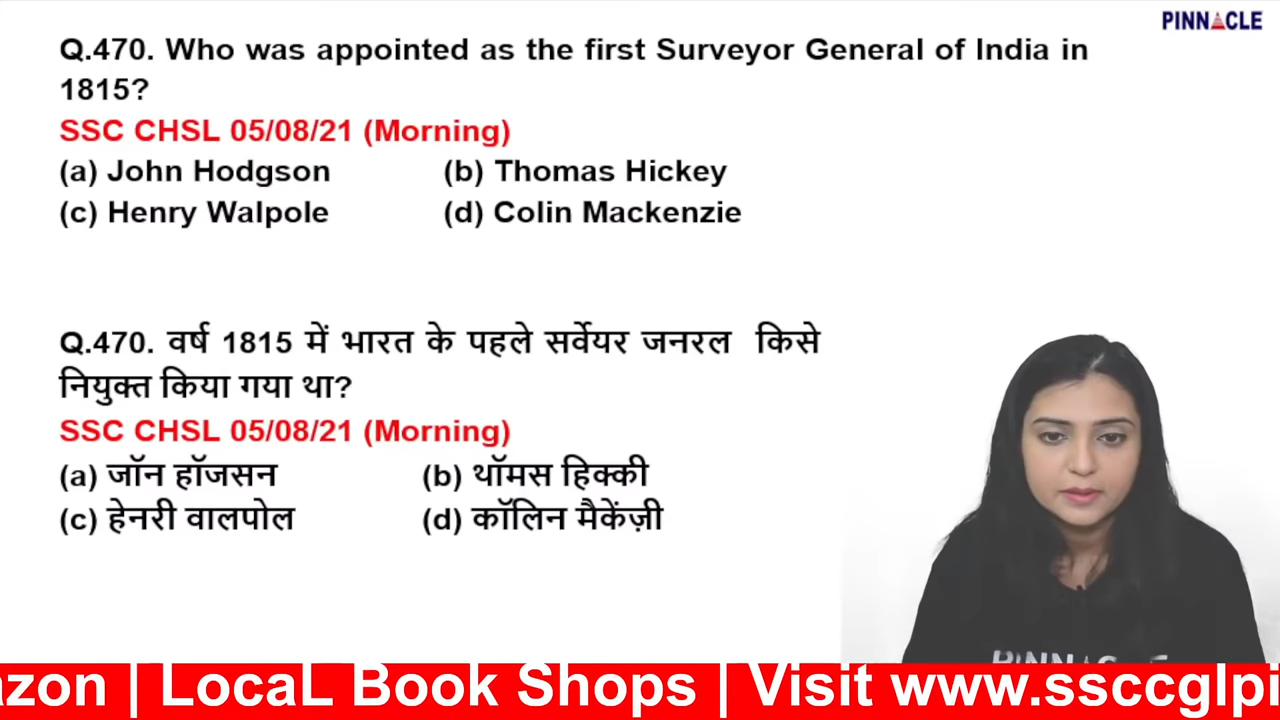 PINNACLE
Q.470. Who was appointed as the first Surveyor General of India in
1815?
SSC CHSL 05/08/21 (Morning)
(a) John Hodgson (b) Thomas Hickey
(c) Henry Walpole (d) Colin Mackenzie
Q.470. वर्ष 1815 में भारत के पहले सर्वेयर जनरल किसे
नियुक्त किया गया था?
SSC CHSL 05/08/21 (Morning)
(a) जॉन हॉजसन (b) थॉमस हिक्की
(c) हेनरी वालपोल (d) कॉलिन मैकेंज़ी
PINNACLE
azon | LocaL Book Shops | Visit www.ssccglpi